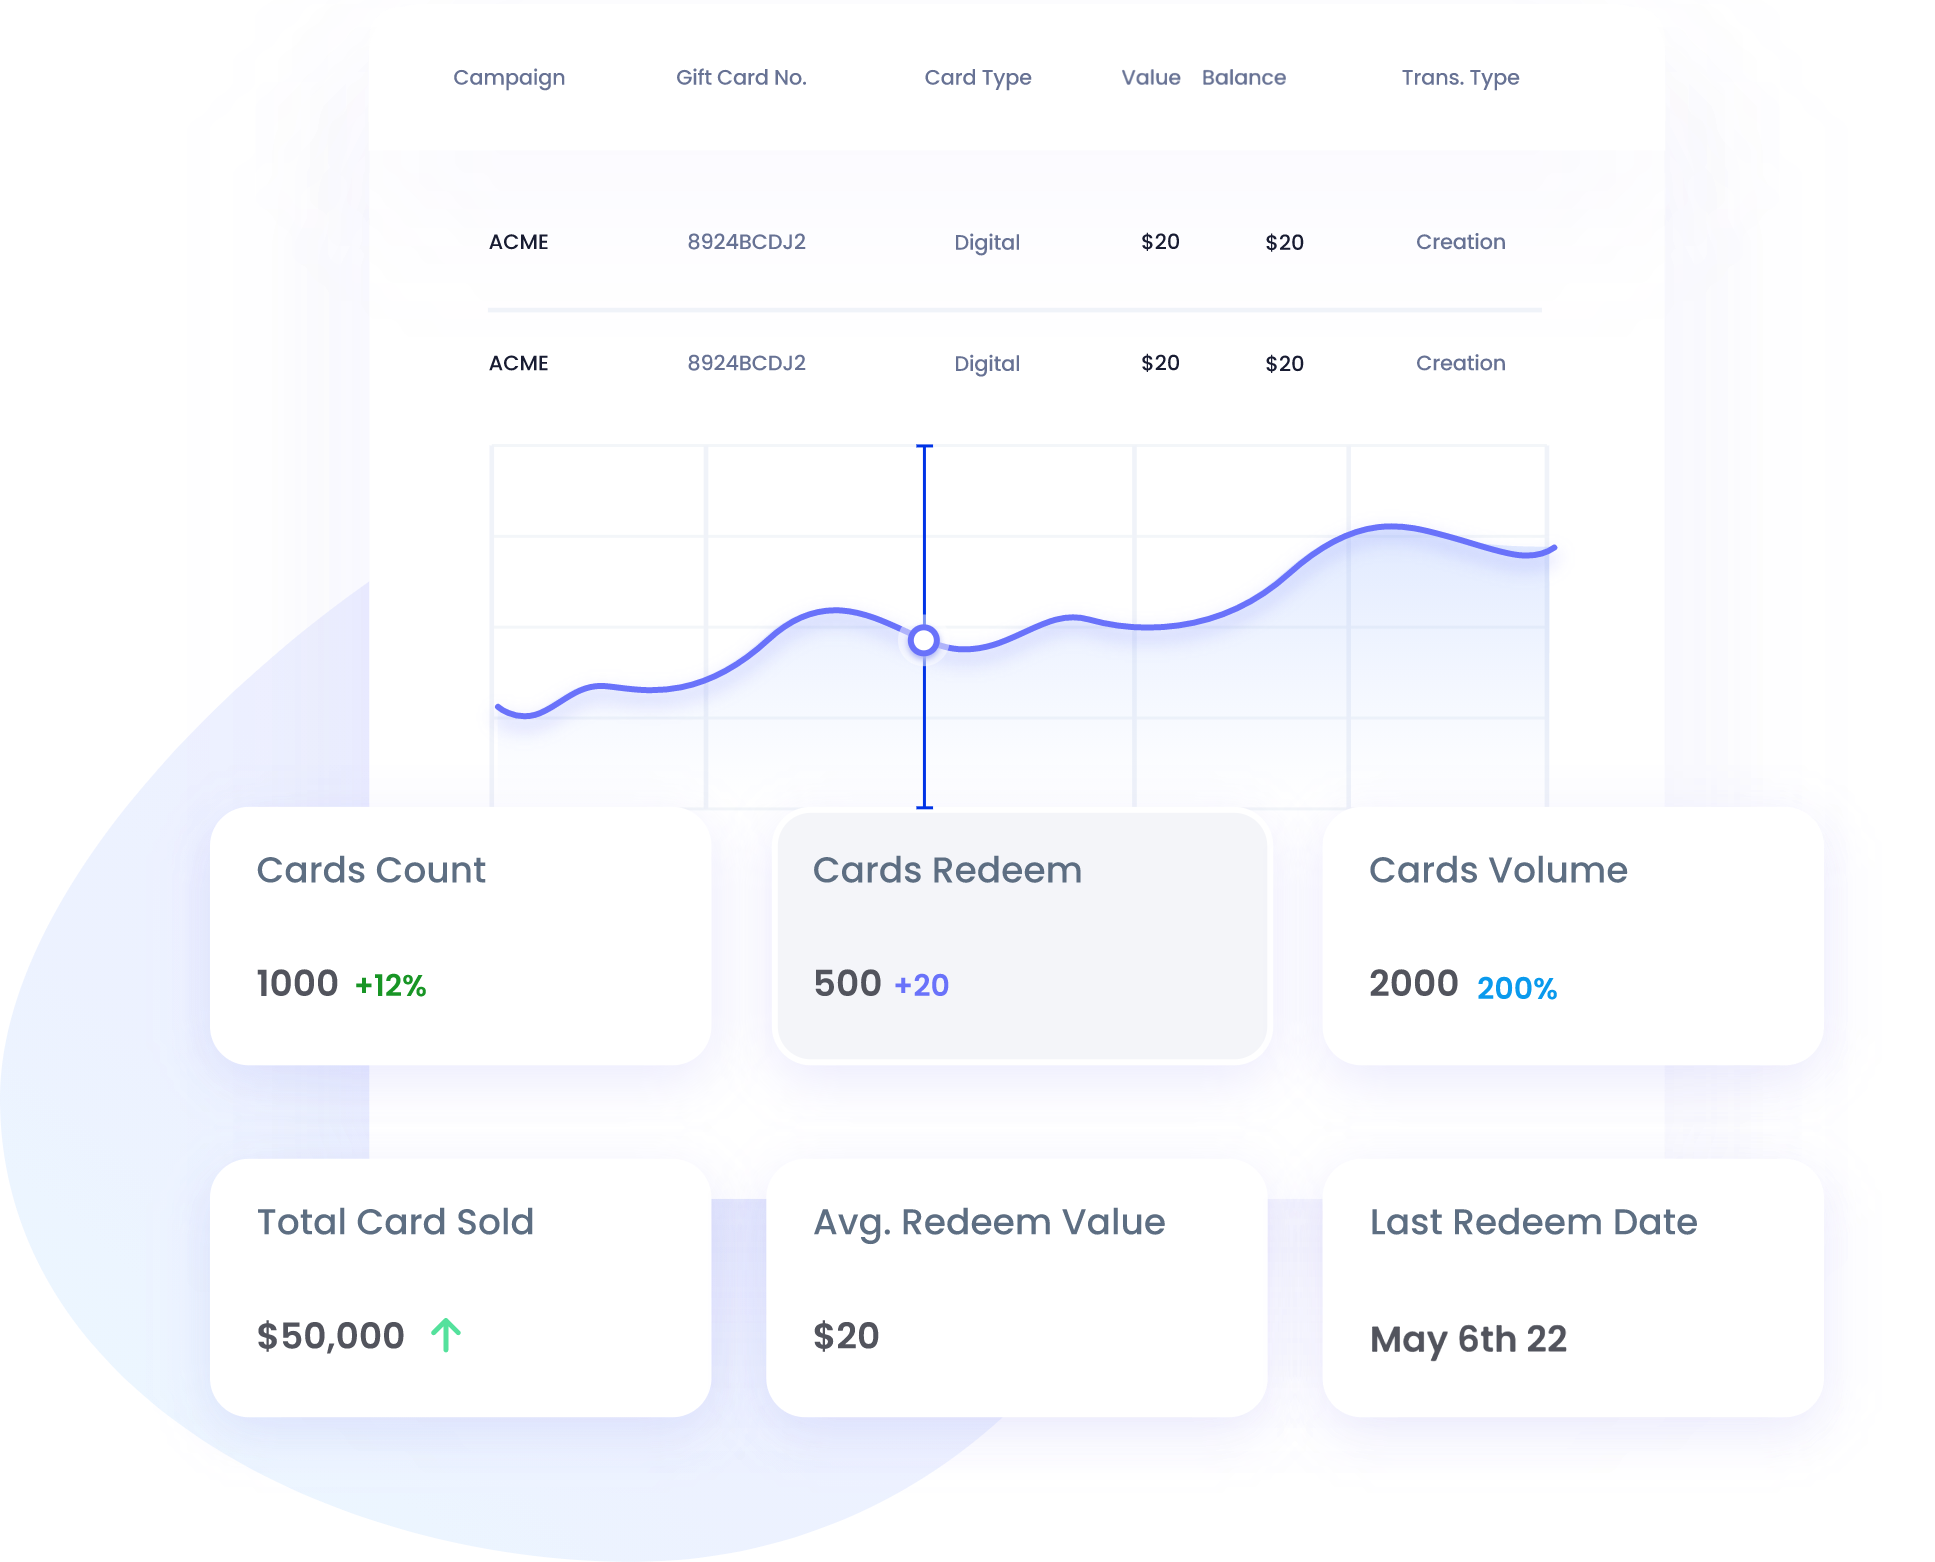 Campaign Gift Card No. Card Type Value Balance Trans. Type
ACME 8924BCDJ2 Digital $20 $20 Creation
ACME 8924BCDJ2 Digital $20 $20 Creation
Cards Count Cards Redeem Cards Volume
1000 +12% 500 +20 2000 200%
Total Card Sold Avg. Redeem Value Last Redeem Date
$50,000 $20 May 6th 22